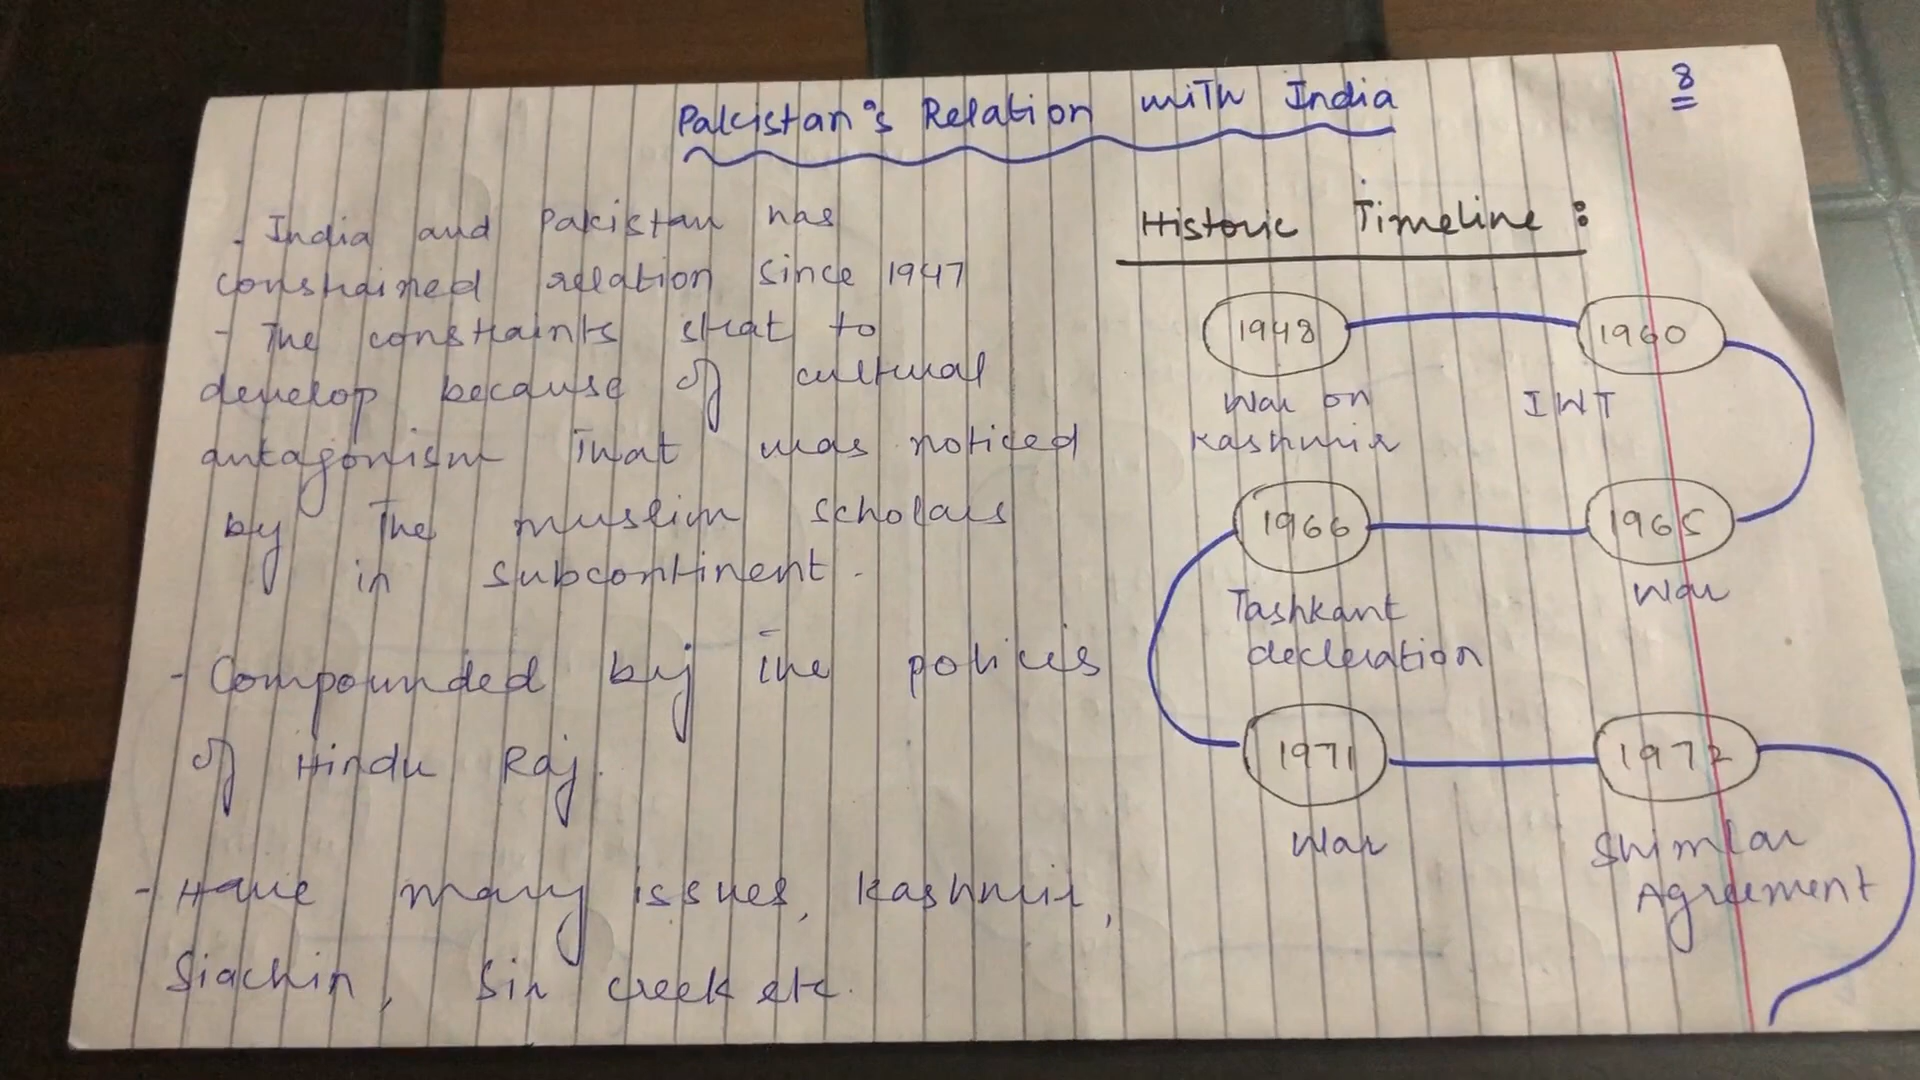 Pakistan's Relation with India
8
- India and Pakistan has
constrained relation since 1947
- The constraints strat to
develop because of cultural
antagonism That was noticed
by The muslim scholars
in subcontinent.
- Compounded by The policies
of Hindu Raj.
- Have many issues, Kashmir,
Siachin, Sir creek etc.
Historic Timeline:
1948 1960
War on IWT
Kashmir
1966 1965
Tashkant War
decleration
1971 1972
War Shimlar
Agreement